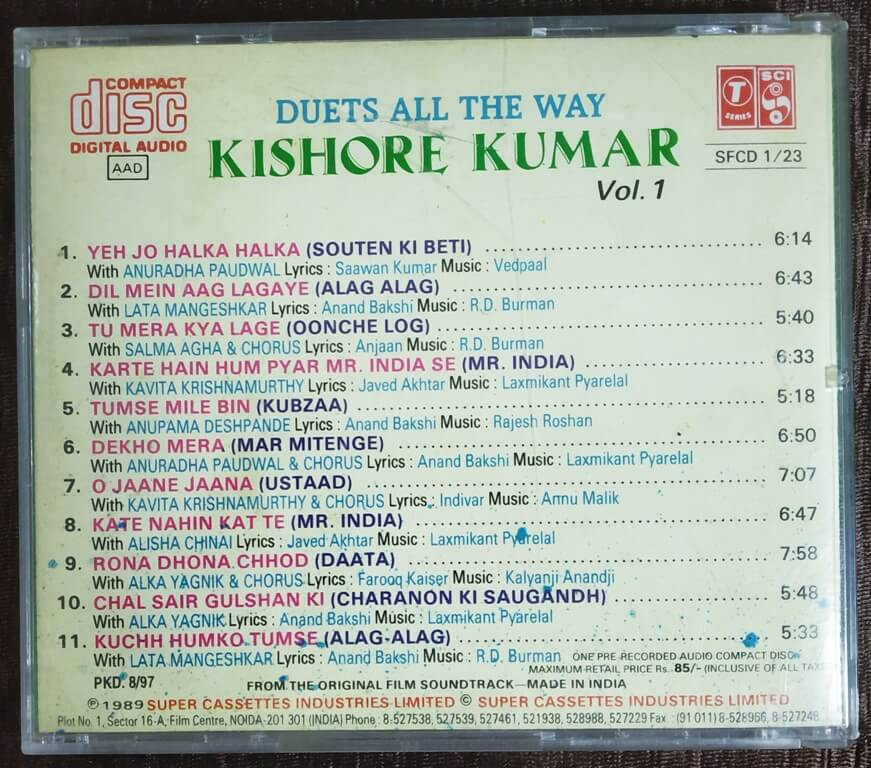 COMPACT
disc
DIGITAL AUDIO
AAD
DUETS ALL THE WAY
KISHORE KUMAR
Vol. 1
T
SERIES
SCI
SFCD 1/23
1. YEH JO HALKA HALKA (SOUTEN KI BETI) 6:14
With ANURADHA PAUDWAL Lyrics : Saawan Kumar Music : Vedpaal
2. DIL MEIN AAG LAGAYE (ALAG ALAG) 6:43
With LATA MANGESHKAR Lyrics : Anand Bakshi Music : R.D. Burman
3. TU MERA KYA LAGE (OONCHE LOG) 5:40
With SALMA AGHA & CHORUS Lyrics : Anjaan Music : R.D. Burman
4. KARTE HAIN HUM PYAR MR. INDIA SE (MR. INDIA) 6:33
With KAVITA KRISHNAMURTHY Lyrics : Javed Akhtar Music : Laxmikant Pyarelal
5. TUMSE MILE BIN (KUBZAA) 5:18
With ANUPAMA DESHPANDE Lyrics : Anand Bakshi Music : Rajesh Roshan
6. DEKHO MERA (MAR MITENGE) 6:50
With ANURADHA PAUDWAL & CHORUS Lyrics : Anand Bakshi Music : Laxmikant Pyarelal
7. O JAANE JAANA (USTAAD) 7:07
With KAVITA KRISHNAMURTHY & CHORUS Lyrics : Indivar Music : Annu Malik
8. KATE NAHIN KAT TE (MR. INDIA) 6:47
With ALISHA CHINAI Lyrics : Javed Akhtar Music : Laxmikant Pyarelal
9. RONA DHONA CHHOD (DAATA) 7:58
With ALKA YAGNIK & CHORUS Lyrics : Farooq Kaiser Music : Kalyanji Anandji
10. CHAL SAIR GULSHAN KI (CHARANON KI SAUGANDH) 5:48
With ALKA YAGNIK Lyrics : Anand Bakshi Music : Laxmikant Pyarelal
11. KUCHH HUMKO TUMSE (ALAG-ALAG) 5:33
With LATA MANGESHKAR Lyrics : Anand Bakshi Music : R.D. Burman
ONE PRE-RECORDED AUDIO COMPACT DISC
MAXIMUM RETAIL PRICE Rs. 85/- (INCLUSIVE OF ALL TAX
PKD. 8/97
FROM THE ORIGINAL FILM SOUNDTRACK—MADE IN INDIA
℗ 1989 SUPER CASSETTES INDUSTRIES LIMITED © SUPER CASSETTES INDUSTRIES LIMITED
Plot No. 1, Sector 16-A, Film Centre, NOIDA-201 301 (INDIA) Phone : 8-527538, 527539, 527461, 521938, 528988, 527229 Fax : (91 011) 8-528966, 8-527248